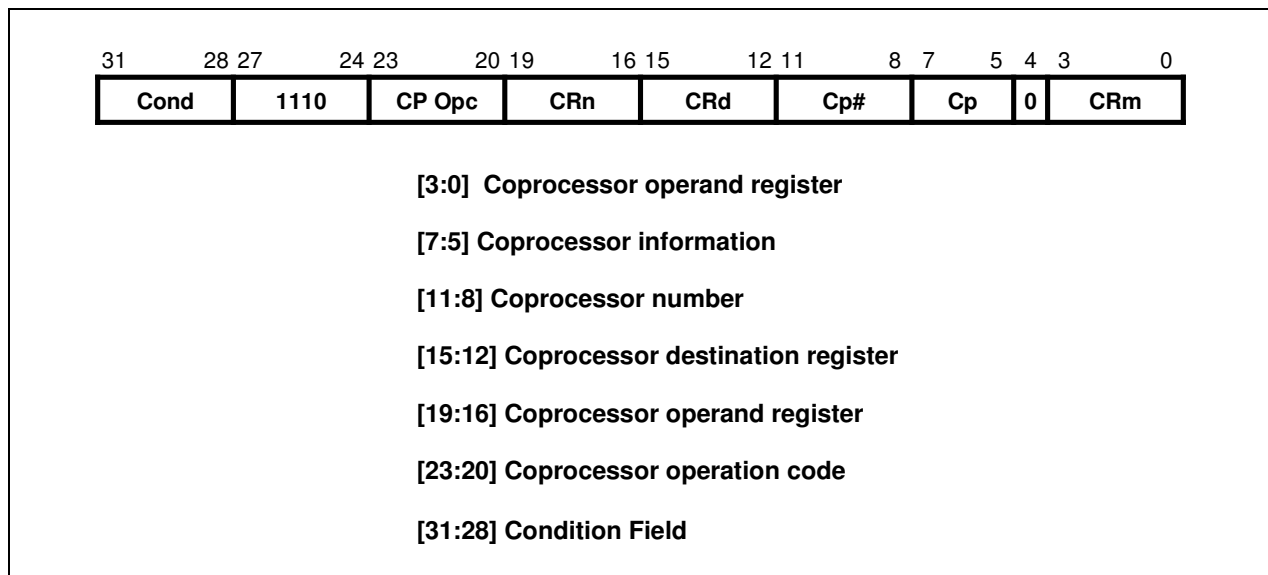 31 28 27 24 23 20 19 16 15 12 11 8 7 5 4 3 0
Cond 1110 CP Opc CRn CRd Cp# Cp 0 CRm
[3:0] Coprocessor operand register
[7:5] Coprocessor information
[11:8] Coprocessor number
[15:12] Coprocessor destination register
[19:16] Coprocessor operand register
[23:20] Coprocessor operation code
[31:28] Condition Field